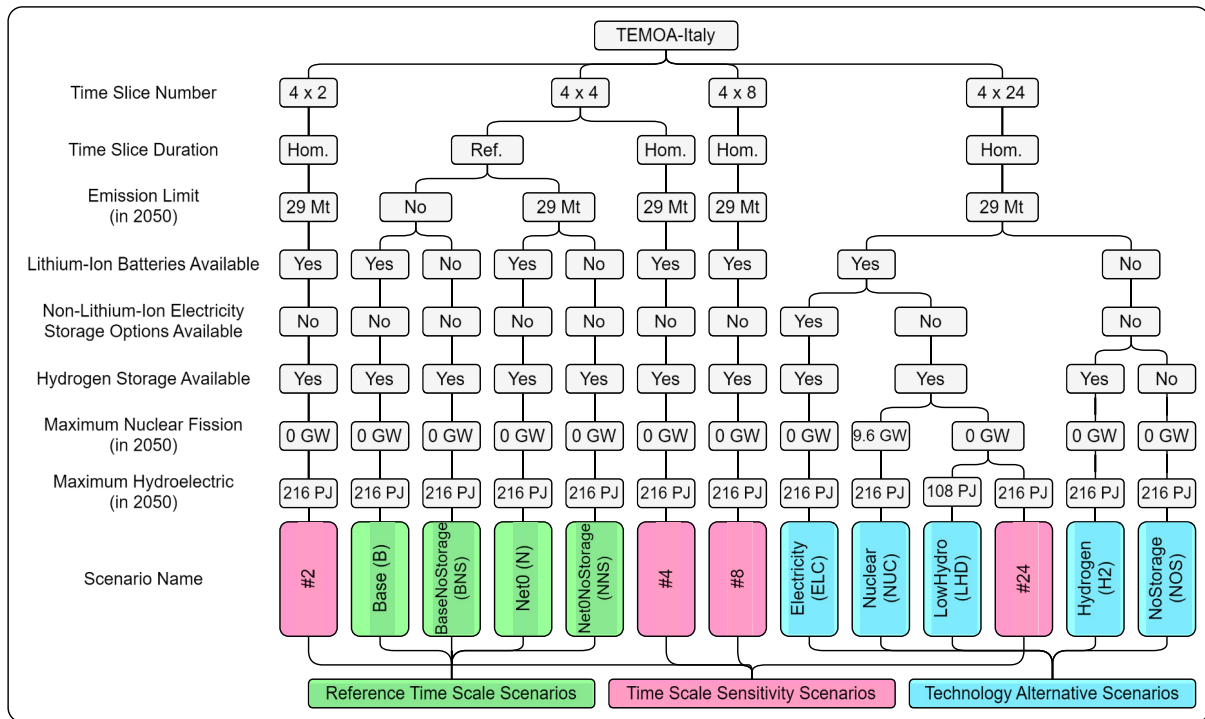 TEMOA-Italy
Time Slice Number
4 x 2
4 x 4
4 x 8
4 x 24
Time Slice Duration
Hom.
Ref.
Hom.
Hom.
Hom.
Emission Limit
(in 2050)
29 Mt
No
29 Mt
29 Mt
29 Mt
29 Mt
Lithium-Ion Batteries Available
Yes
Yes
No
Yes
No
Yes
Yes
Yes
No
Non-Lithium-Ion Electricity
Storage Options Available
No
No
No
No
No
No
No
Yes
No
No
Hydrogen Storage Available
Yes
Yes
Yes
Yes
Yes
Yes
Yes
Yes
Yes
Yes
No
Maximum Nuclear Fission
(in 2050)
0 GW
0 GW
0 GW
0 GW
0 GW
0 GW
0 GW
0 GW
9.6 GW
0 GW
0 GW
0 GW
Maximum Hydroelectric
(in 2050)
216 PJ
216 PJ
216 PJ
216 PJ
216 PJ
216 PJ
216 PJ
216 PJ
216 PJ
108 PJ
216 PJ
216 PJ
216 PJ
Scenario Name
#2
Base (B)
BaseNoStorage
(BNS)
Net0 (N)
Net0NoStorage
(NNS)
#4
#8
Electricity
(ELC)
Nuclear
(NUC)
LowHydro
(LHD)
#24
Hydrogen
(H2)
NoStorage
(NOS)
Reference Time Scale Scenarios
Time Scale Sensitivity Scenarios
Technology Alternative Scenarios